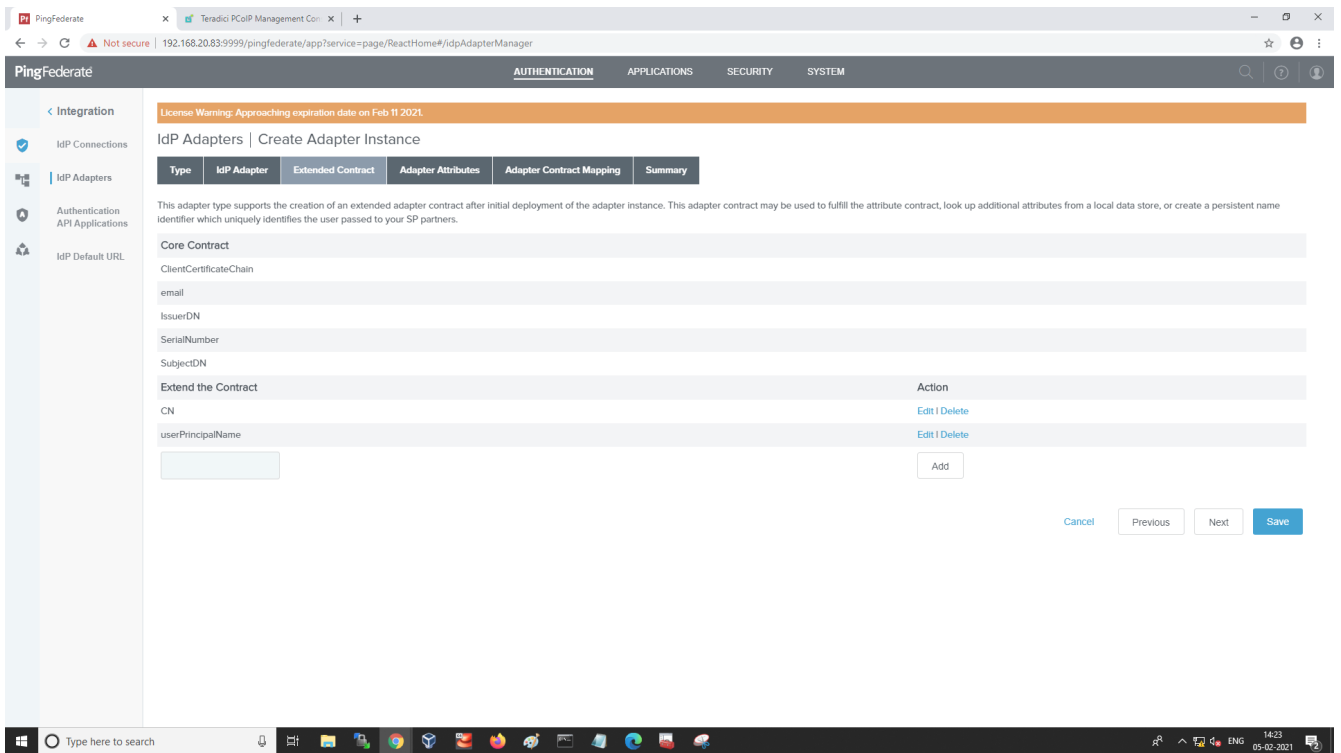 PingFederate
Teradici PCoIP Management Con
Not secure 192.168.20.83:9999/pingfederate/app?service=page/ReactHome#/idpAdapterManager
PingFederate AUTHENTICATION APPLICATIONS SECURITY SYSTEM
Integration
IdP Connections
IdP Adapters
Authentication
API Applications
IdP Default URL
License Warning: Approaching expiration date on Feb 11 2021.
IdP Adapters | Create Adapter Instance
Type IdP Adapter Extended Contract Adapter Attributes Adapter Contract Mapping Summary
This adapter type supports the creation of an extended adapter contract after initial deployment of the adapter instance. This adapter contract may be used to fulfill the attribute contract, look up additional attributes from a local data store, or create a persistent name
identifier which uniquely identifies the user passed to your SP partners.
Core Contract
ClientCertificateChain
email
IssuerDN
SerialNumber
SubjectDN
Extend the Contract Action
CN Edit | Delete
userPrincipalName Edit | Delete
Add
Cancel Previous Next Save
Type here to search
ENG
14:23
05-02-2021
2